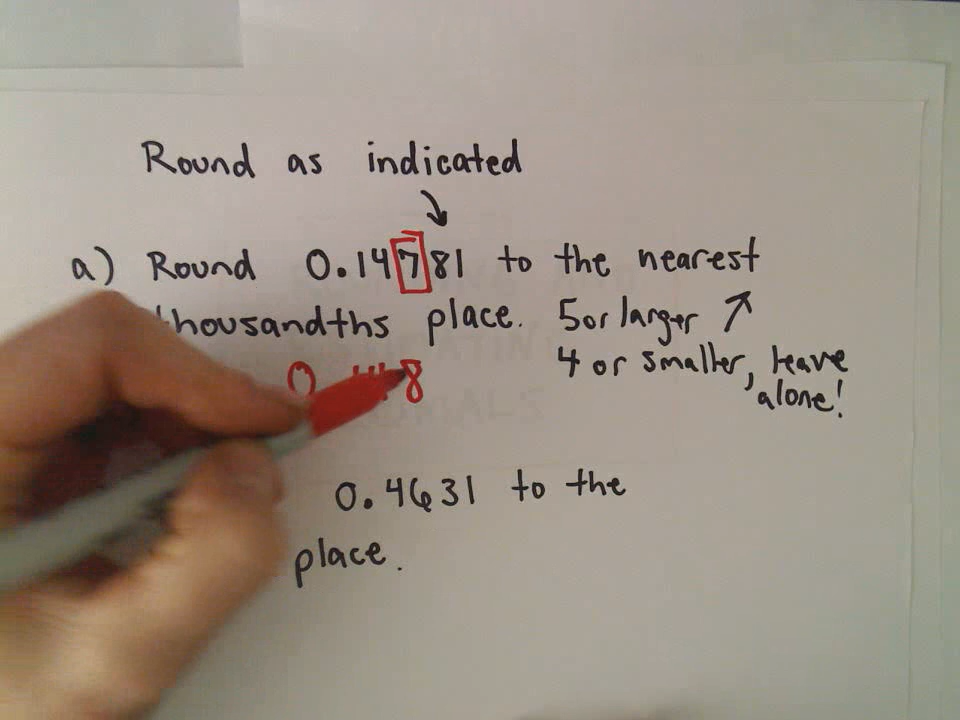 Round as indicated
a) Round 0.14781 to the nearest
thousandths place. 5 or larger ↗
4 or smaller, leave
alone!
0. 8
0.4631 to the
place.